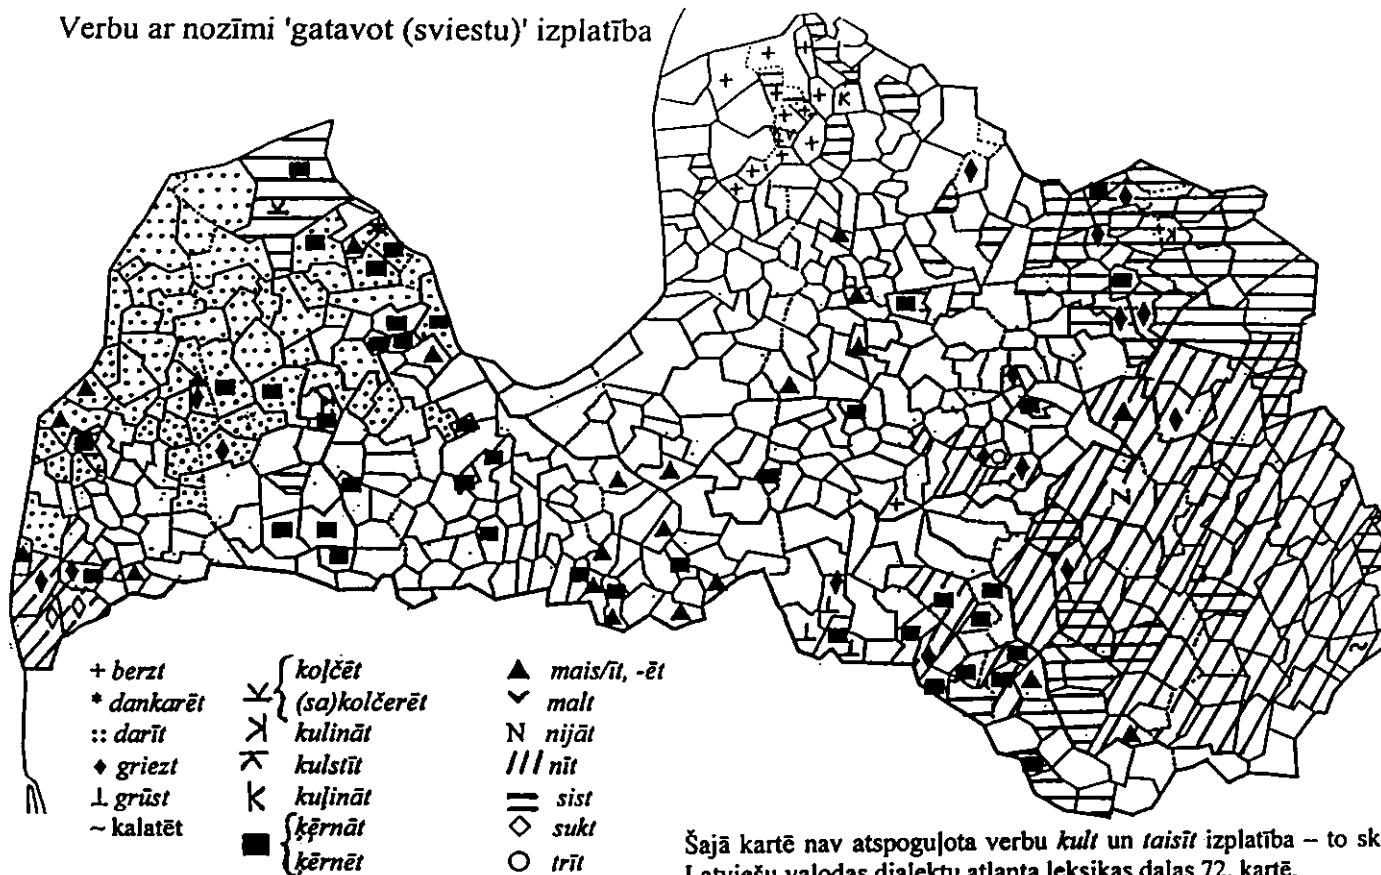 Verbu ar nozīmi 'gatavot (sviestu)' izplatība
+ berzt
* dankarēt
:: darīt
♦ griezt
⊥ grūst
~ kalatēt
koļčēt
(sa)kolčerēt
kulināt
kulstīt
kuļināt
ķērnāt
ķērnēt
▲ mais/īt, -ēt
malt
N nijāt
/// nīt
sist
◇ sukt
○ trīt
Šajā kartē nav atspoguļota verbu kult un taisīt izplatība – to sk
Latviešu valodas dialektu atlanta leksikas daļas 72. kartē.